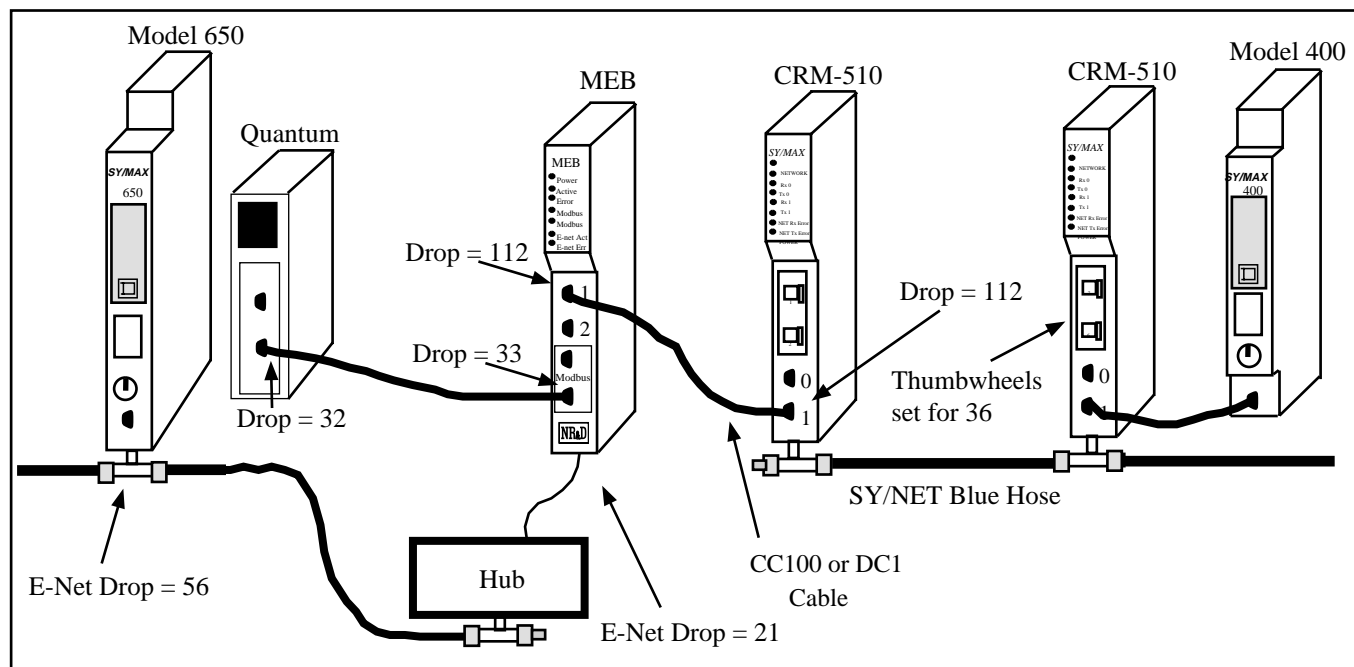 Model 650
Quantum
MEB
CRM-510
CRM-510
Model 400
SY/MAX
650
MEB
Power
Active
Error
Modbus
Modbus
E-net Act
E-net Err
1
2
Modbus
NR&D
Drop = 112
Drop = 33
Drop = 32
SY/MAX
NETWORK
Rx 0
Tx 0
Rx 1
Tx 1
NET Rx Error
NET Tx Error
POWER
0
1
Drop = 112
Thumbwheels
set for 36
SY/MAX
NETWORK
Rx 0
Tx 0
Rx 1
Tx 1
NET Rx Error
NET Tx Error
POWER
0
1
SY/MAX
400
SY/NET Blue Hose
CC100 or DC1
Cable
E-Net Drop = 56
Hub
E-Net Drop = 21